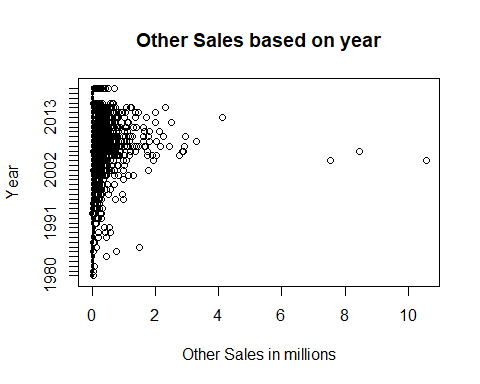 Other Sales based on year
Year
2013
2002
1991
1980
0 2 4 6 8 10
Other Sales in millions